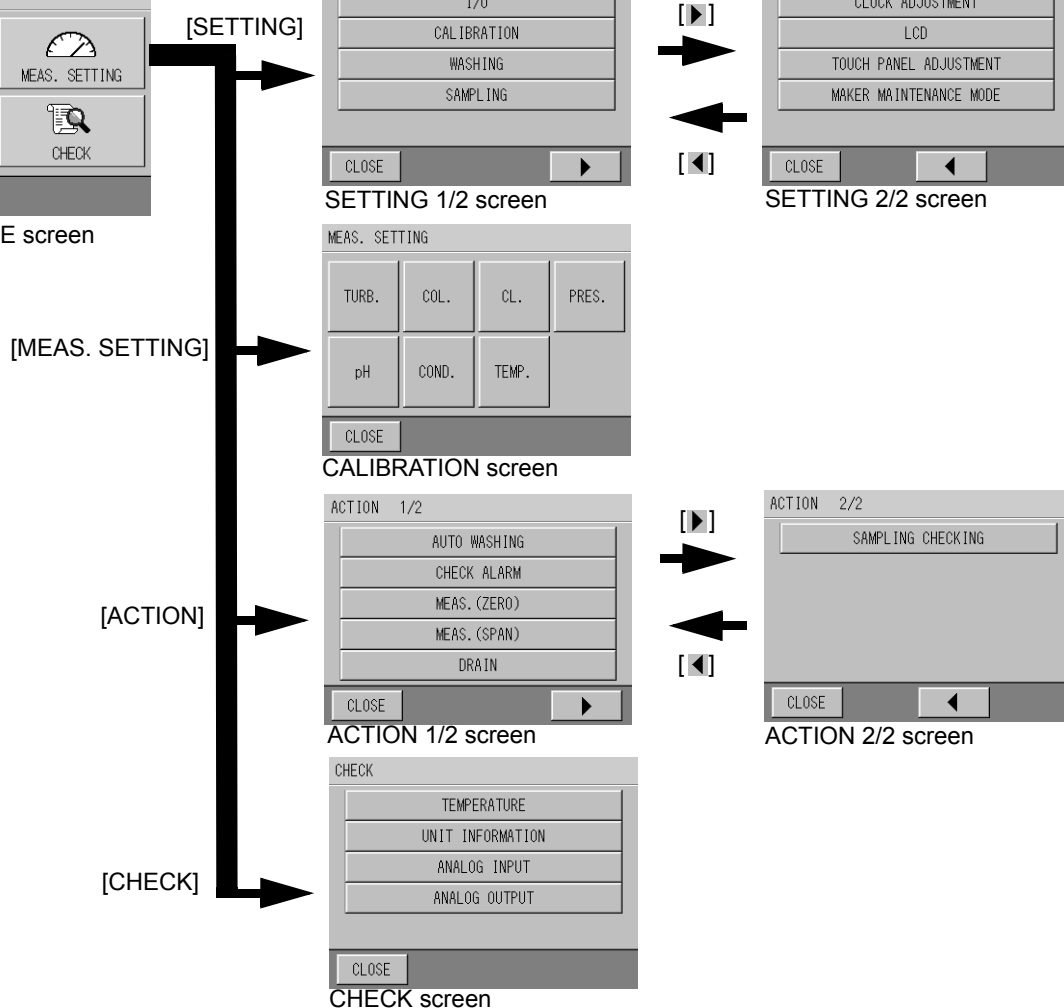 [SETTING]
MEAS. SETTING
CHECK
E screen
I/O
CALIBRATION
WASHING
SAMPLING
CLOSE
SETTING 1/2 screen
[▶]
[◀]
CLOCK ADJUSTMENT
LCD
TOUCH PANEL ADJUSTMENT
MAKER MAINTENANCE MODE
CLOSE
SETTING 2/2 screen
[MEAS. SETTING]
MEAS. SETTING
TURB. COL. CL. PRES.
pH COND. TEMP.
CLOSE
CALIBRATION screen
[ACTION]
ACTION 1/2
AUTO WASHING
CHECK ALARM
MEAS.(ZERO)
MEAS.(SPAN)
DRAIN
CLOSE
ACTION 1/2 screen
[▶]
[◀]
ACTION 2/2
SAMPLING CHECKING
CLOSE
ACTION 2/2 screen
[CHECK]
CHECK
TEMPERATURE
UNIT INFORMATION
ANALOG INPUT
ANALOG OUTPUT
CLOSE
CHECK screen